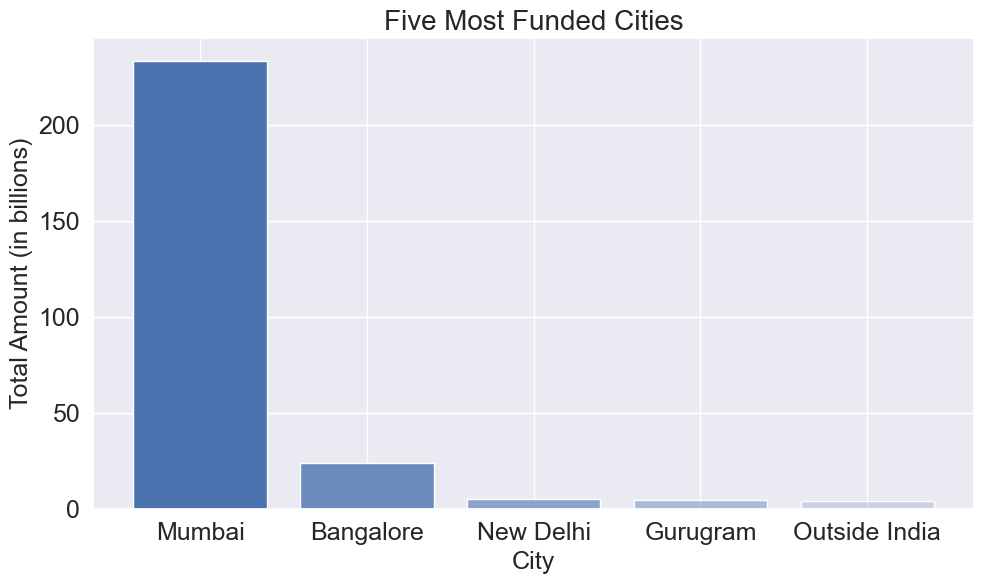 Five Most Funded Cities
Total Amount (in billions)
200
150
100
50
0
Mumbai Bangalore New Delhi Gurugram Outside India
City